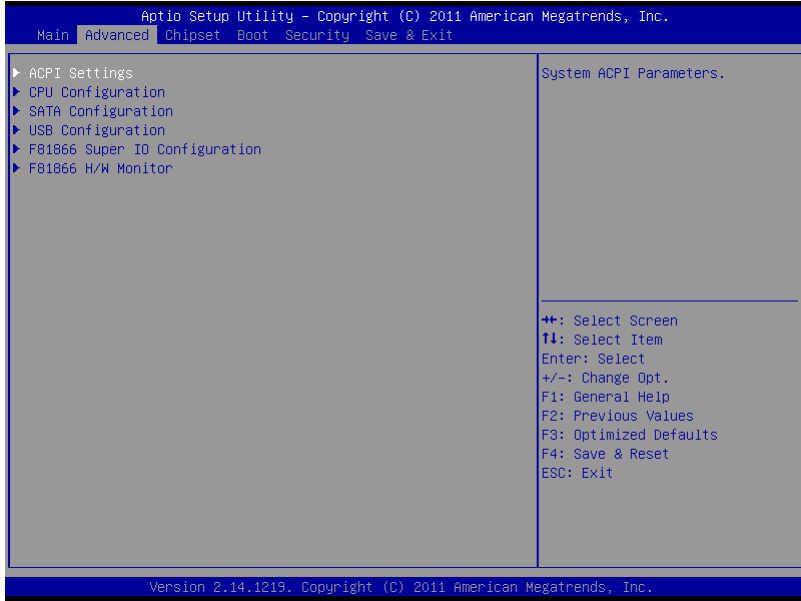 Aptio Setup Utility – Copyright (C) 2011 American Megatrends, Inc.
Main Advanced Chipset Boot Security Save & Exit
▶ ACPI Settings
▶ CPU Configuration
▶ SATA Configuration
▶ USB Configuration
▶ F81866 Super IO Configuration
▶ F81866 H/W Monitor
System ACPI Parameters.
→←: Select Screen
↑↓: Select Item
Enter: Select
+/-: Change Opt.
F1: General Help
F2: Previous Values
F3: Optimized Defaults
F4: Save & Reset
ESC: Exit
Version 2.14.1219. Copyright (C) 2011 American Megatrends, Inc.